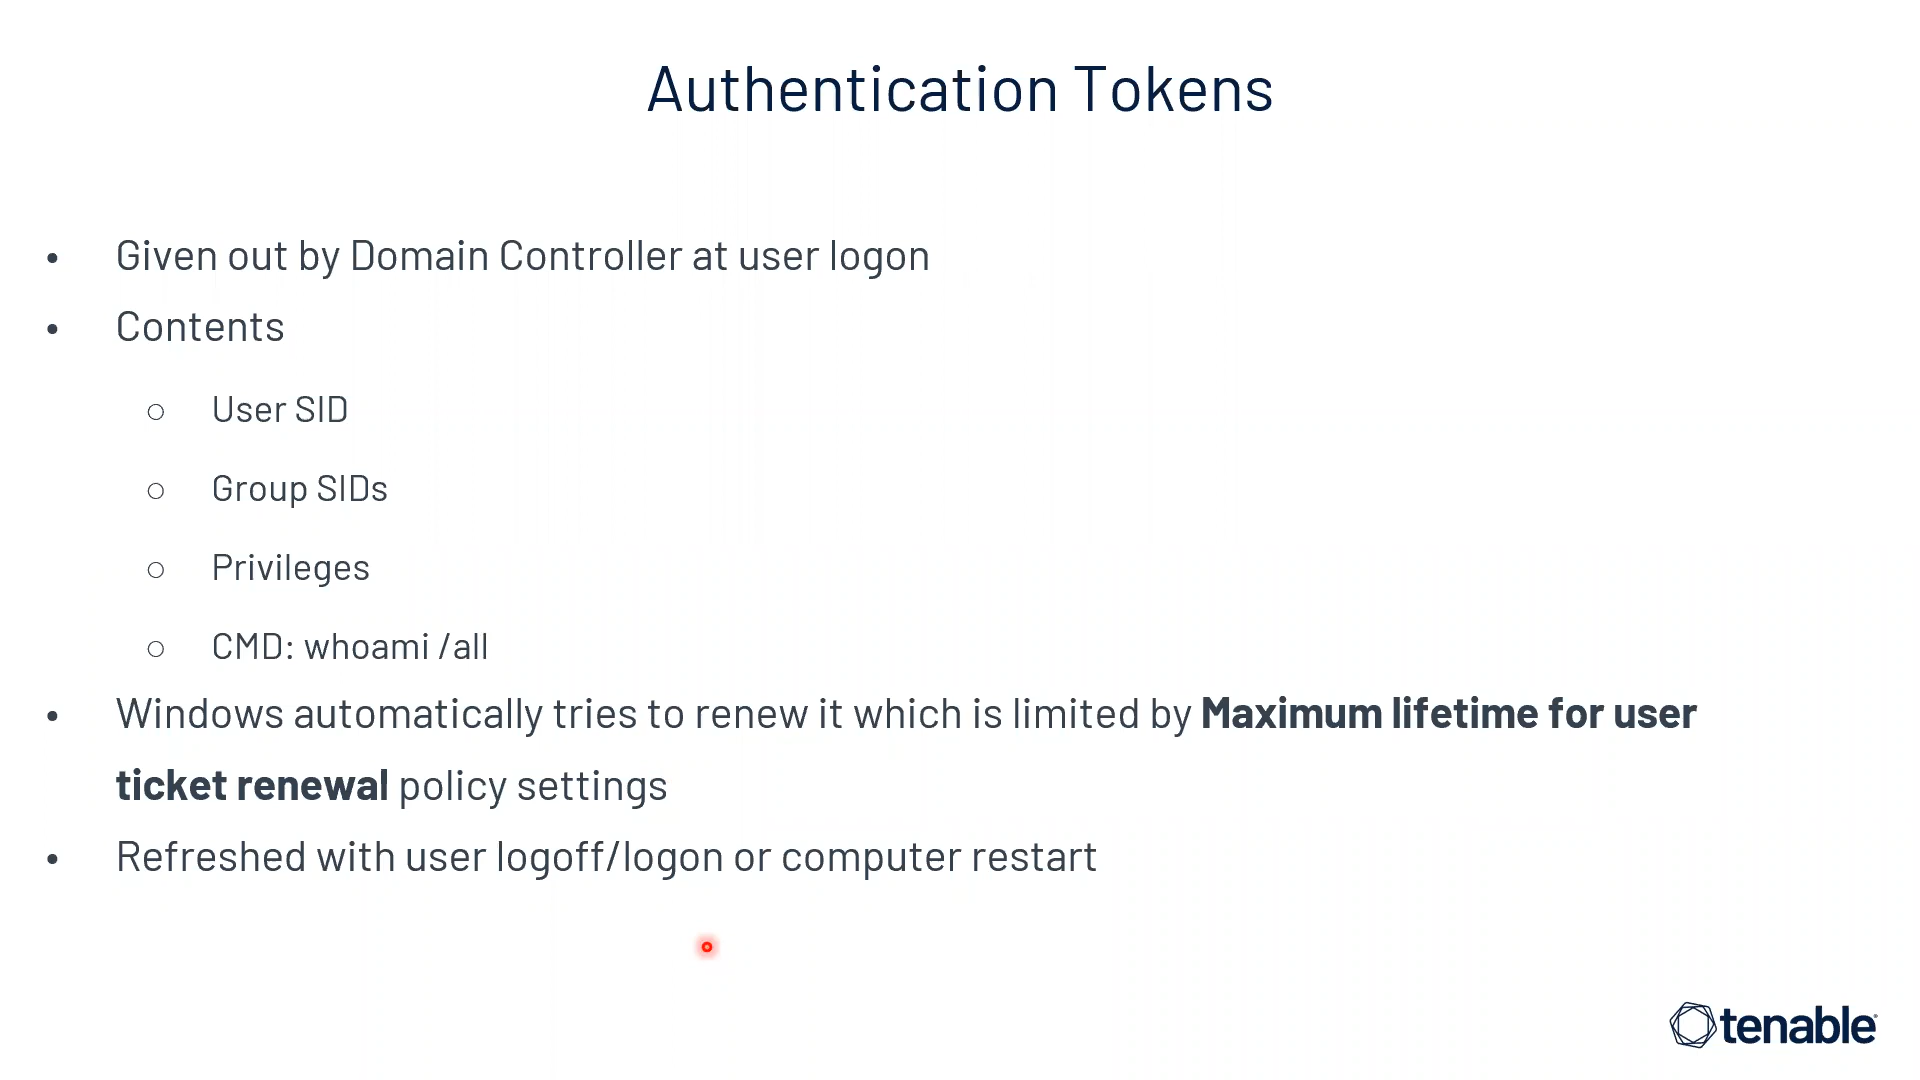 Authentication Tokens
• Given out by Domain Controller at user logon
• Contents
○ User SID
○ Group SIDs
○ Privileges
○ CMD: whoami /all
• Windows automatically tries to renew it which is limited by Maximum lifetime for user
ticket renewal policy settings
• Refreshed with user logoff/logon or computer restart
tenable